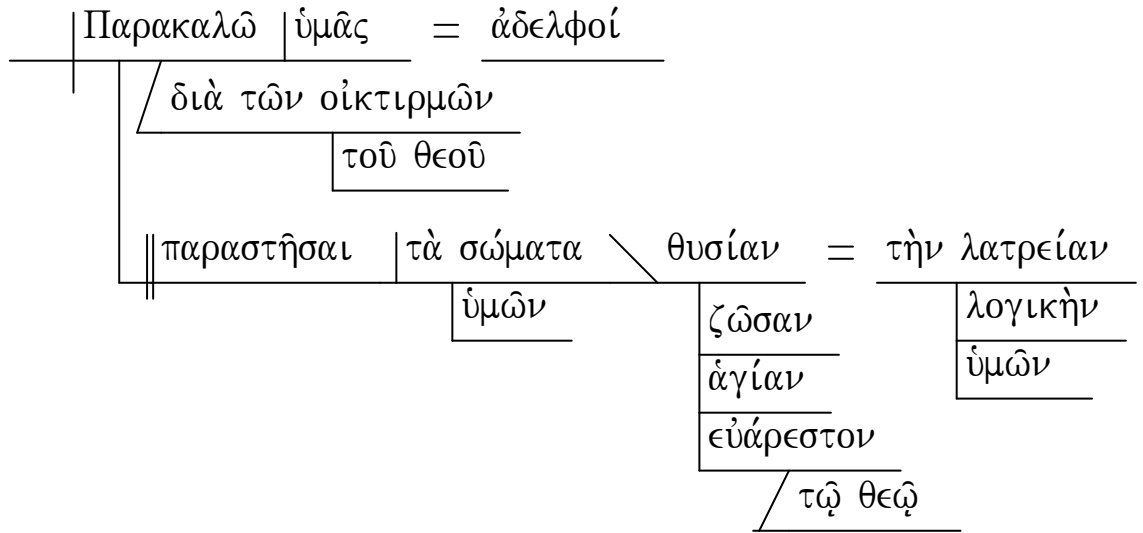 Παρακαλῶ ὑμᾶς = ἀδελφοί
διὰ τῶν οἰκτιρμῶν
τοῦ θεοῦ
παραστῆσαι τὰ σώματα θυσίαν = τὴν λατρείαν
ὑμῶν
ζῶσαν
ἁγίαν
εὐάρεστον
τῷ θεῷ
λογικὴν
ὑμῶν